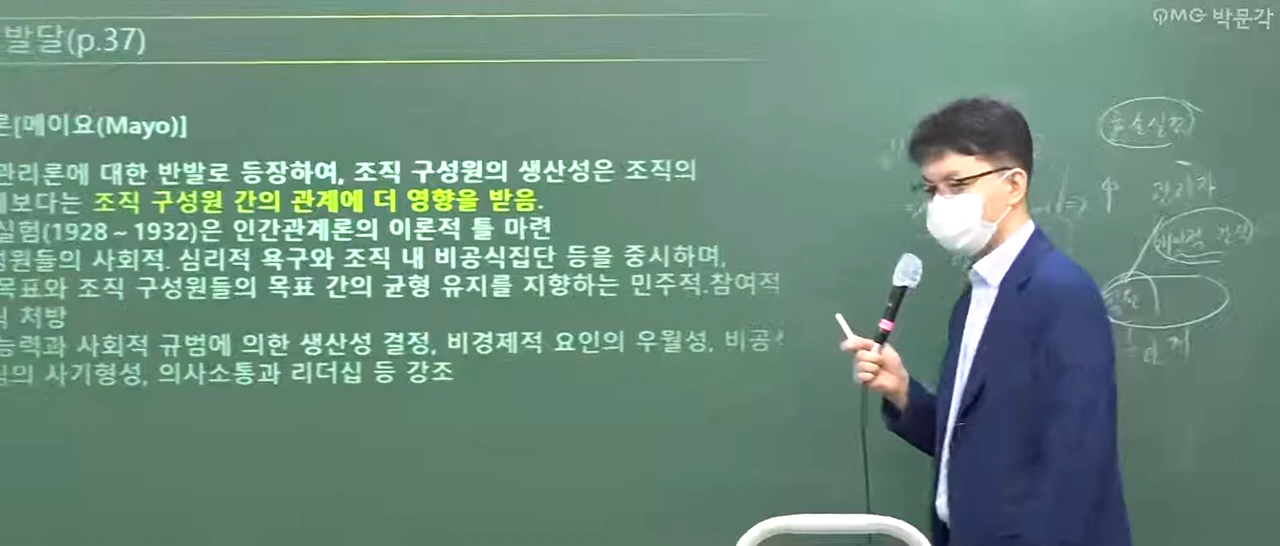 발달(p.37)
론[메이요(Mayo)]
관리론에 대한 반발로 등장하여, 조직 구성원의 생산성은 조직의
보다는 조직 구성원 간의 관계에 더 영향을 받음.
실험(1928~1932)은 인간관계론의 이론적 틀 마련
성원들의 사회적. 심리적 욕구와 조직 내 비공식집단 등을 중시하며,
목표와 조직 구성원들의 목표 간의 균형 유지를 지향하는 민주적.참여적
처방
능력과 사회적 규범에 의한 생산성 결정, 비경제적 요인의 우월성, 비공식
의 사기형성, 의사소통과 리더십 등 강조
PMG 박문각
호손실험
관리자